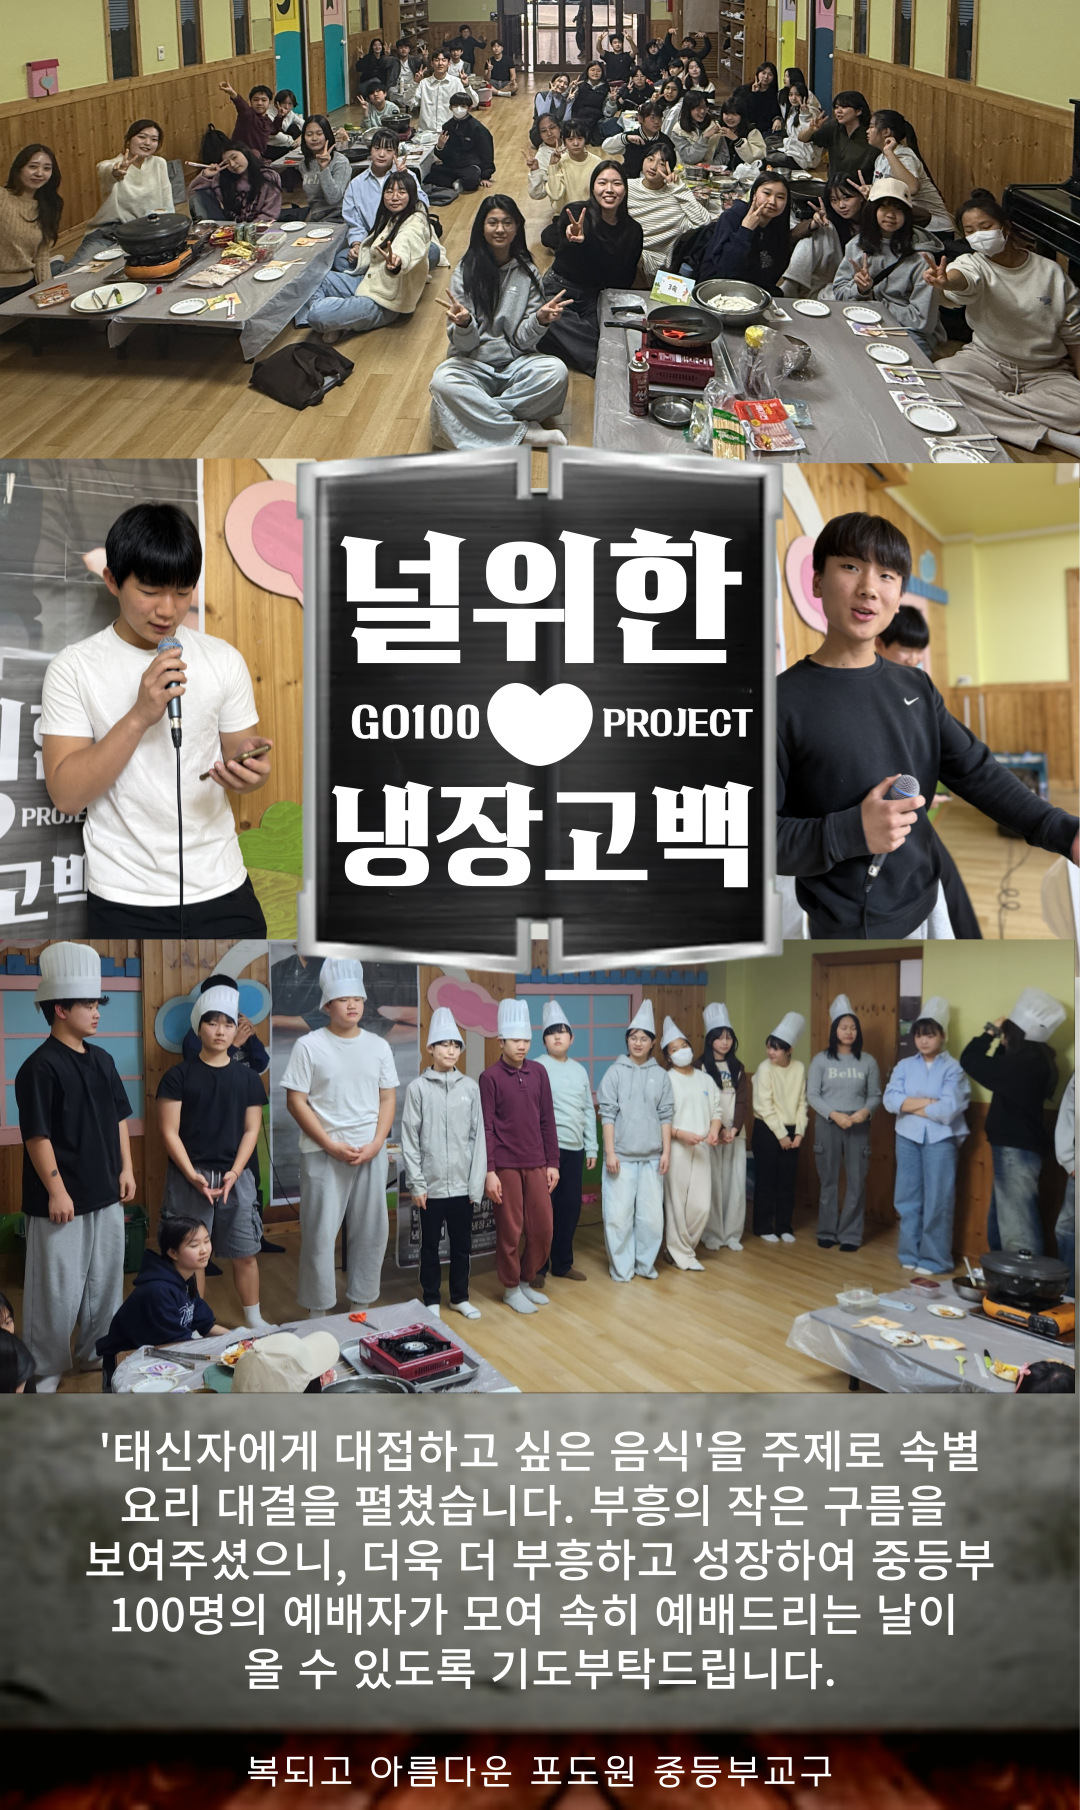 널위한
GO100 PROJECT
냉장고백
PROJE
Belle
'태신자에게 대접하고 싶은 음식'을 주제로 속별
요리 대결을 펼쳤습니다. 부흥의 작은 구름을
보여주셨으니, 더욱 더 부흥하고 성장하여 중등부
100명의 예배자가 모여 속히 예배드리는 날이
올 수 있도록 기도부탁드립니다.
복되고 아름다운 포도원 중등부교구